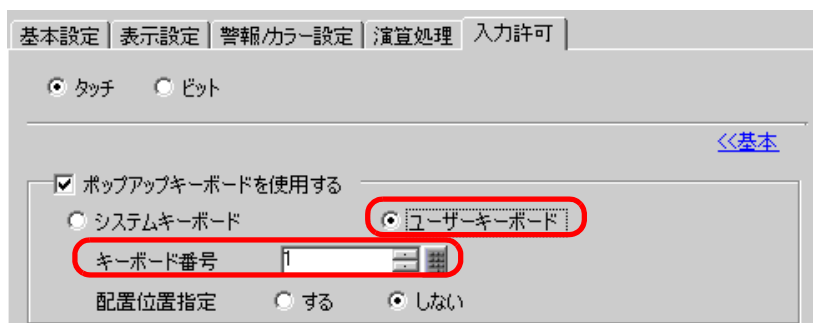 基本設定 表示設定 警報/カラー設定 演算処理 入力許可
タッチ ビット
<<基本
ポップアップキーボードを使用する
システムキーボード ユーザーキーボード
キーボード番号 1
配置位置指定 する しない